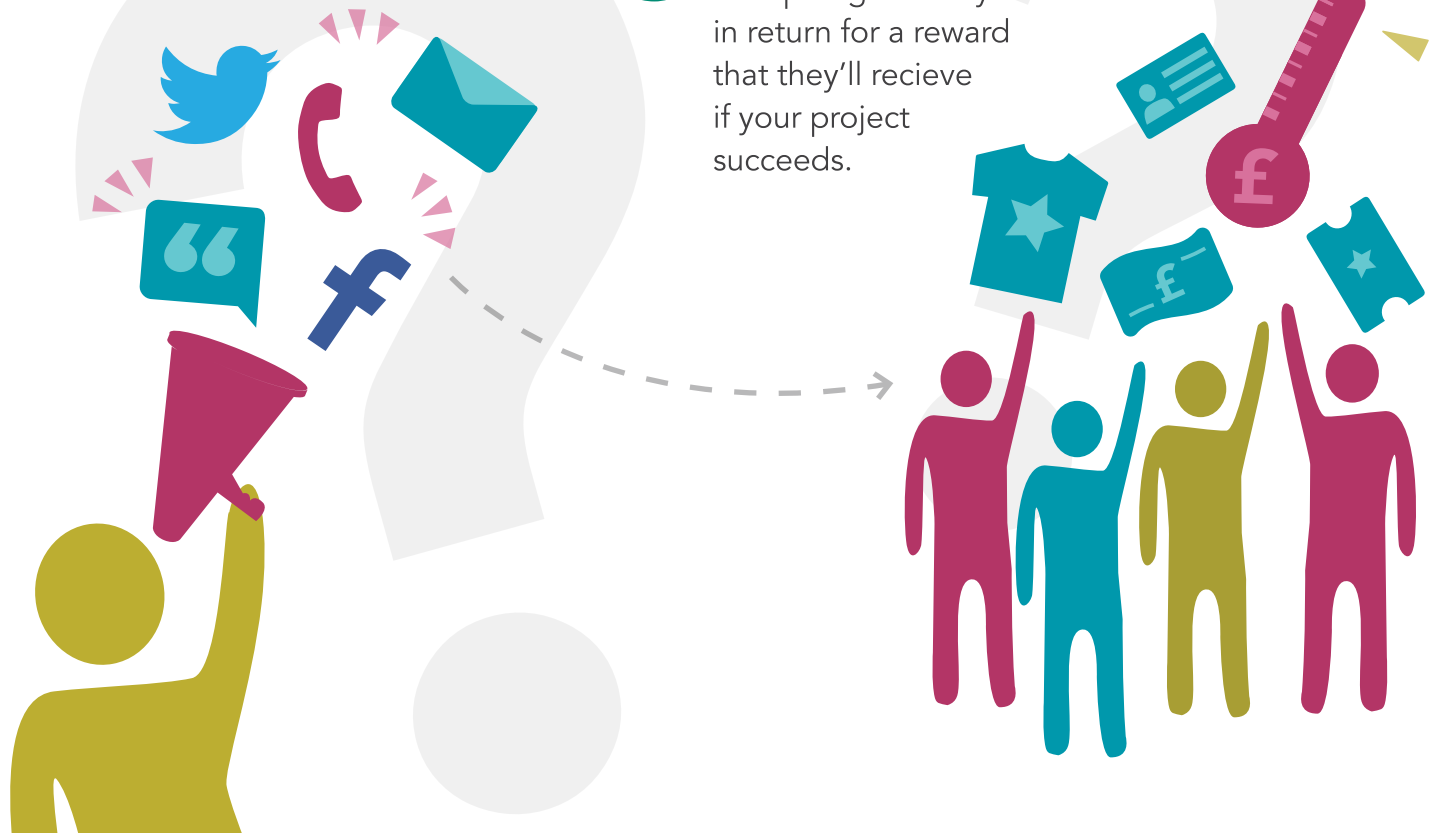 in return for a reward
that they'll recieve
if your project
succeeds.
£
£